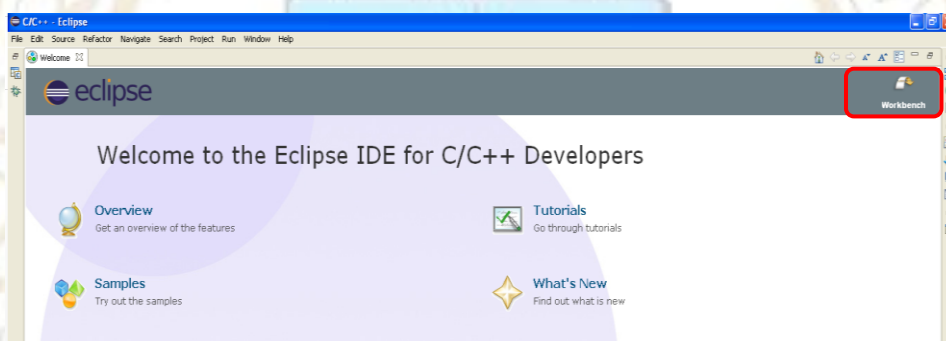 C/C++ - Eclipse
File Edit Source Refactor Navigate Search Project Run Window Help
Welcome
eclipse
Workbench
Welcome to the Eclipse IDE for C/C++ Developers
Overview
Get an overview of the features
Tutorials
Go through tutorials
Samples
Try out the samples
What's New
Find out what is new